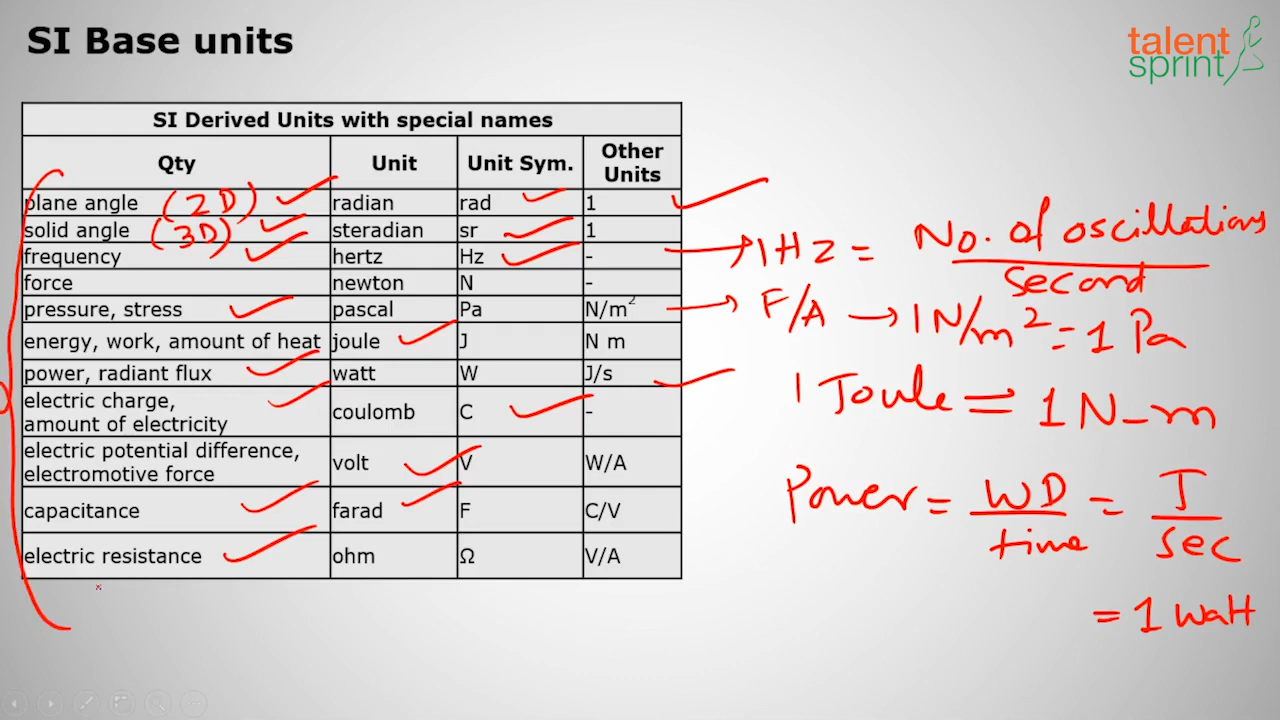 SI Base units
talent
sprint
SI Derived Units with special names
Qty Unit Unit Sym. Other Units
plane angle (2D) radian rad 1
solid angle (3D) steradian sr 1
frequency hertz Hz -
force newton N -
pressure, stress pascal Pa N/m²
energy, work, amount of heat joule J N m
power, radiant flux watt W J/s
electric charge,
amount of electricity coulomb C -
electric potential difference,
electromotive force volt V W/A
capacitance farad F C/V
electric resistance ohm Ω V/A
1Hz = No. of oscillations
second
F/A → 1N/m² = 1 Pa
1 Joule = 1 N-m
Power = WD = J
time sec
= 1 watt